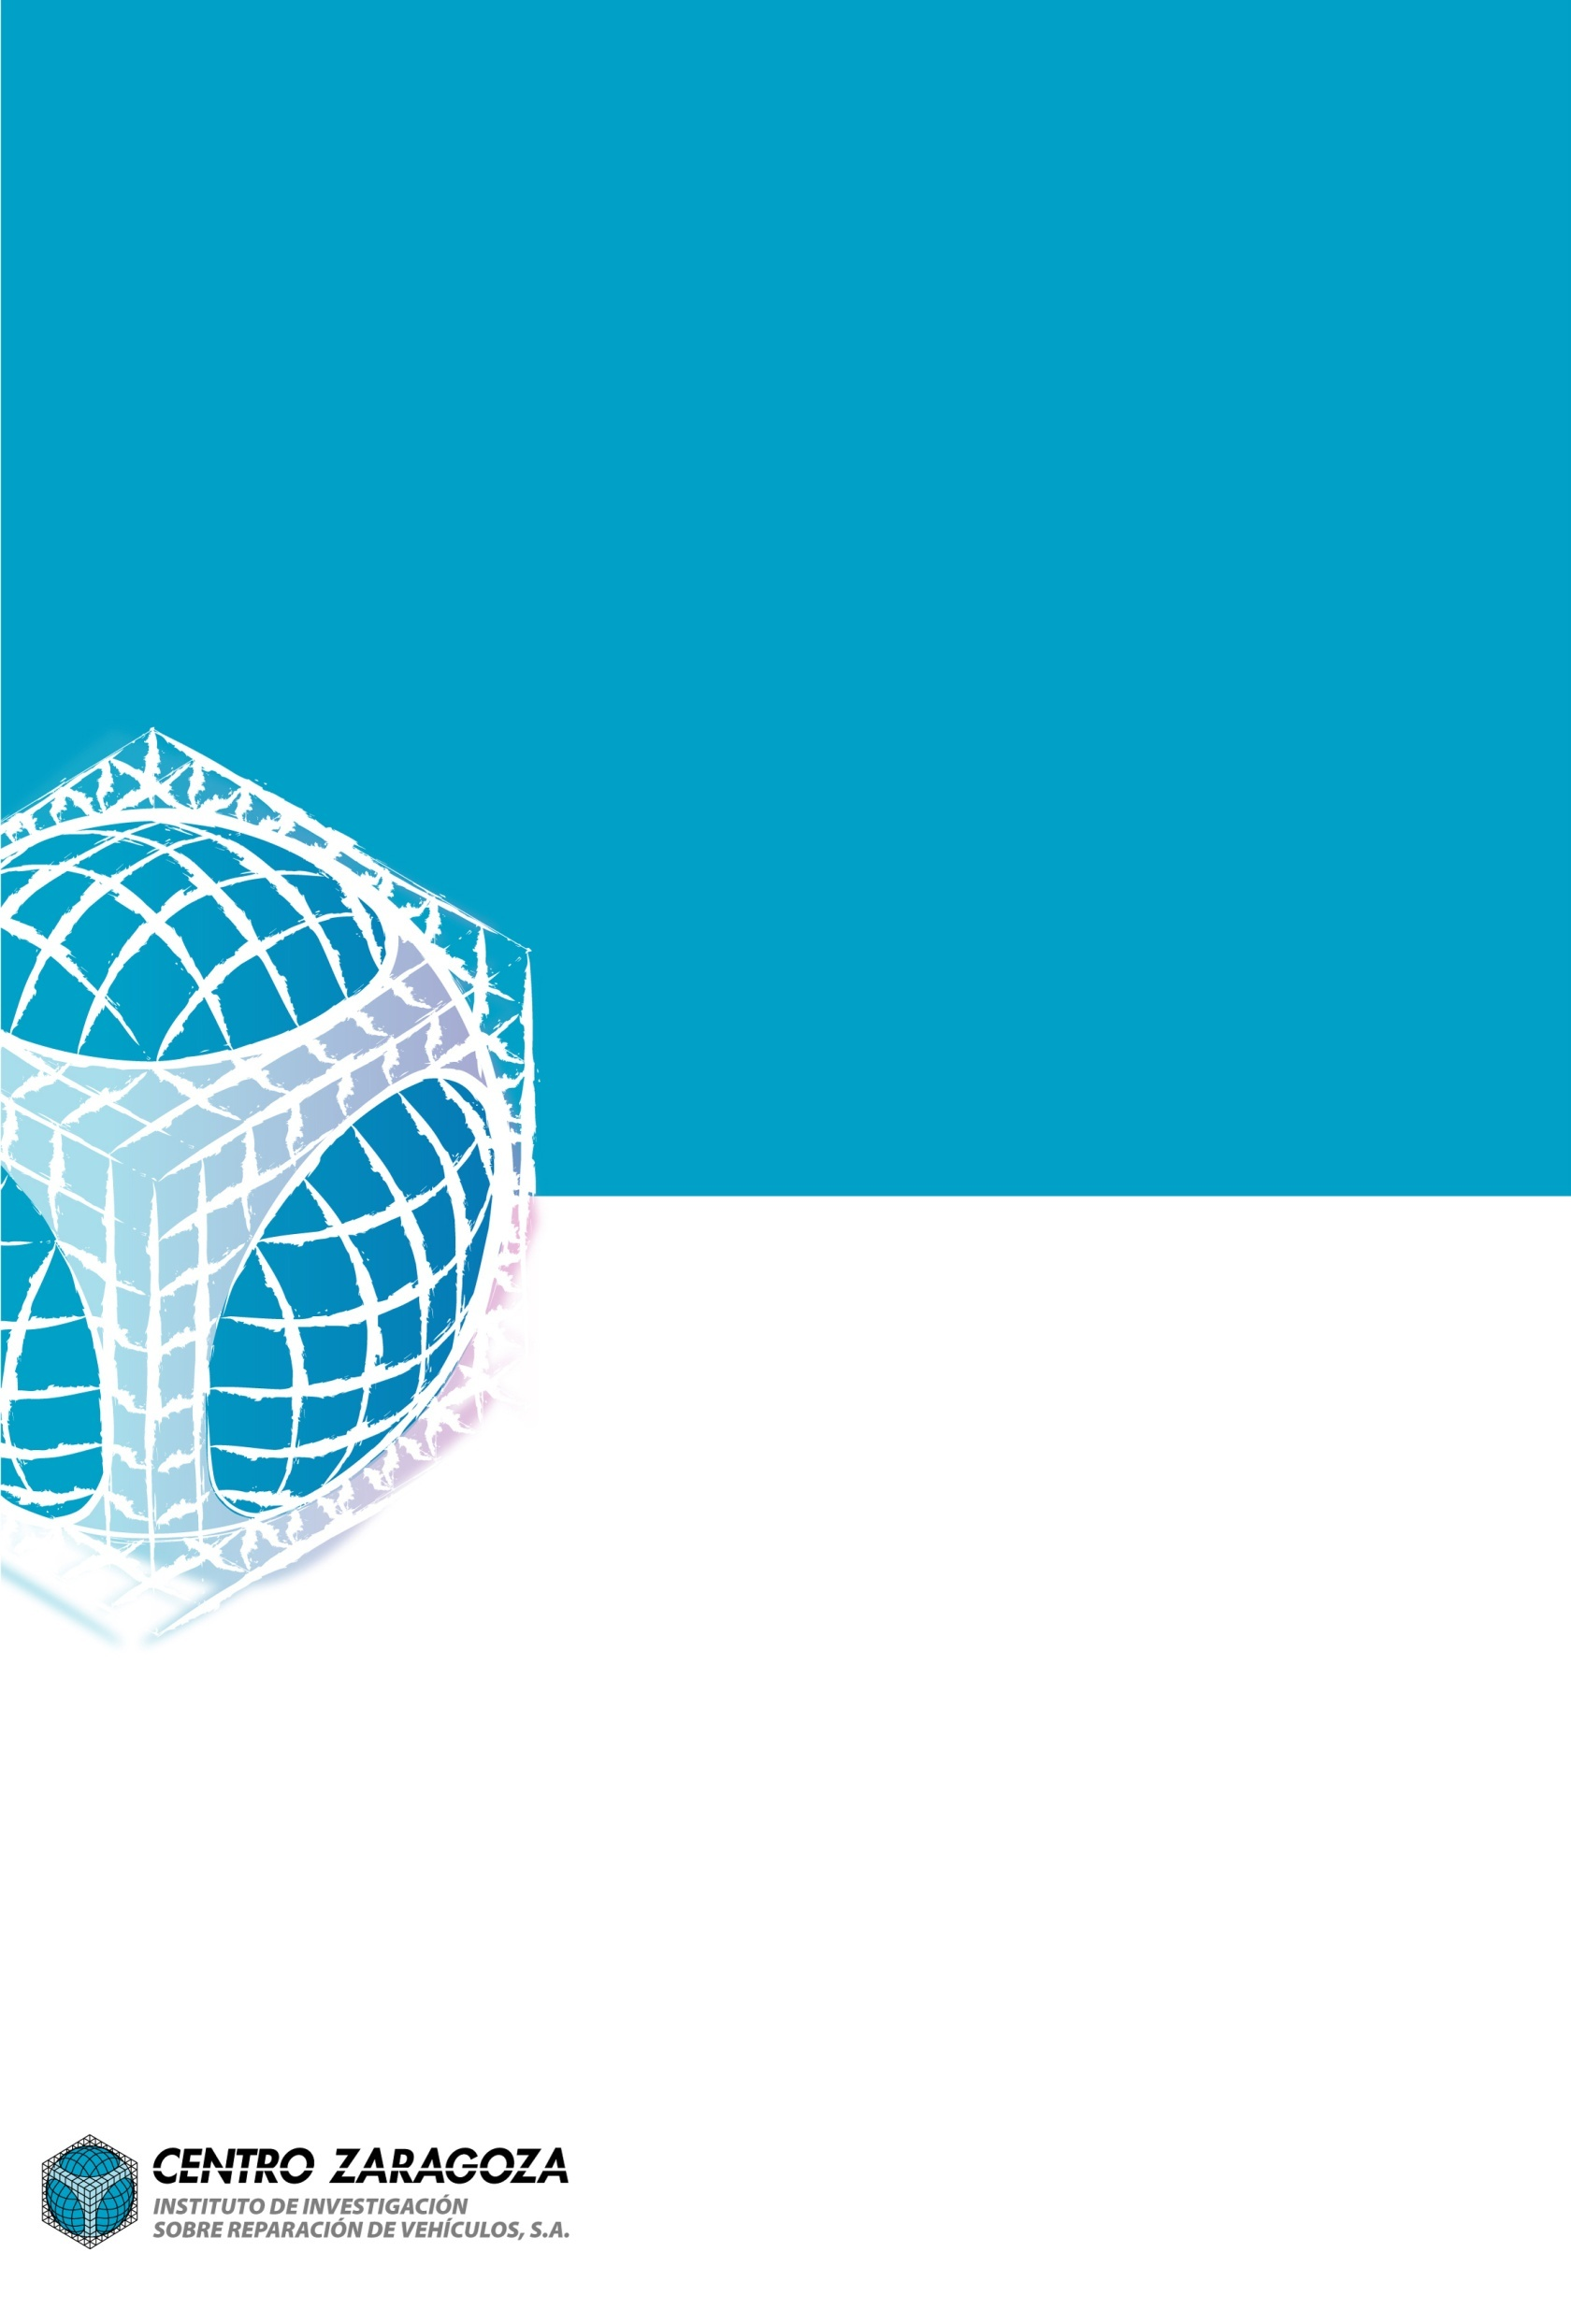 CENTRO ZARAGOZA
INSTITUTO DE INVESTIGACIÓN
SOBRE REPARACIÓN DE VEHÍCULOS, S.A.